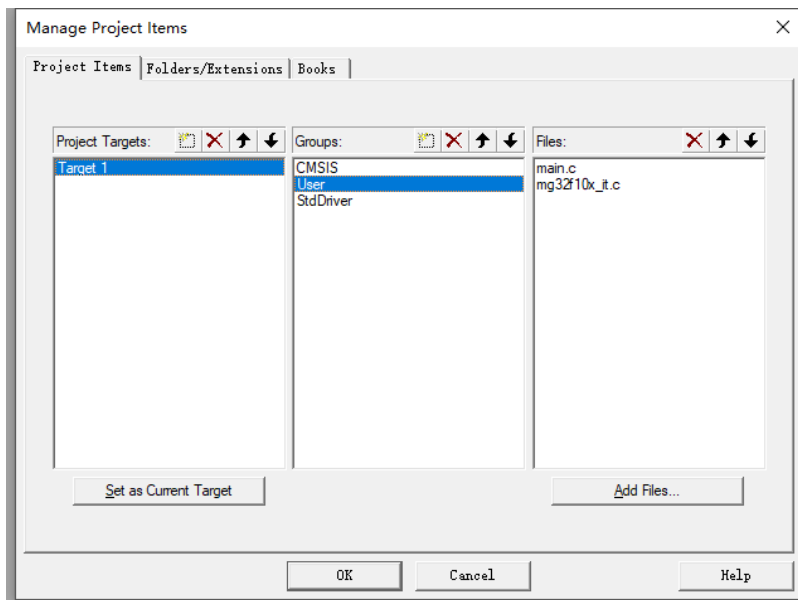 Manage Project Items
Project Items Folders/Extensions Books
Project Targets: Groups: Files:
Target 1 CMSIS main.c
User mg32f10x_it.c
StdDriver
Set as Current Target Add Files...
OK Cancel Help